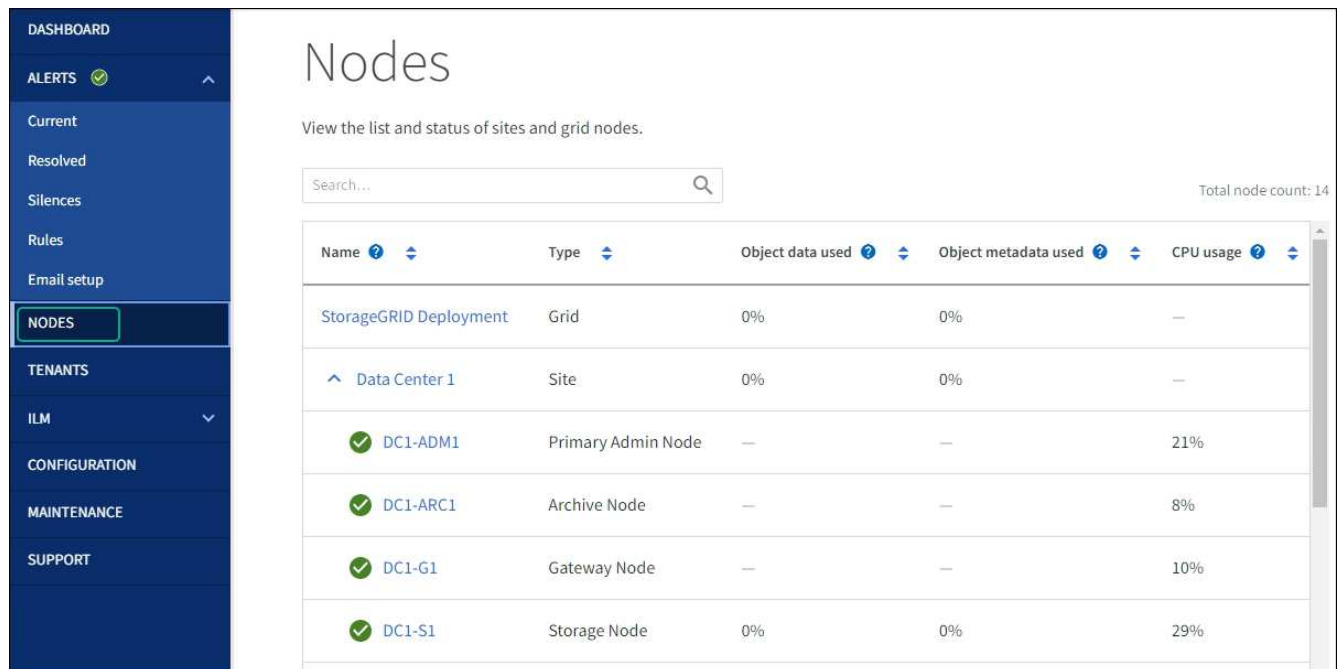 DASHBOARD
ALERTS
Current
Resolved
Silences
Rules
Email setup
NODES
TENANTS
ILM
CONFIGURATION
MAINTENANCE
SUPPORT
Nodes
View the list and status of sites and grid nodes.
Search...
Total node count: 14
Name ? Type Object data used ? Object metadata used ? CPU usage ?
StorageGRID Deployment Grid 0% 0% —
Data Center 1 Site 0% 0% —
DC1-ADM1 Primary Admin Node — — 21%
DC1-ARC1 Archive Node — — 8%
DC1-G1 Gateway Node — — 10%
DC1-S1 Storage Node 0% 0% 29%